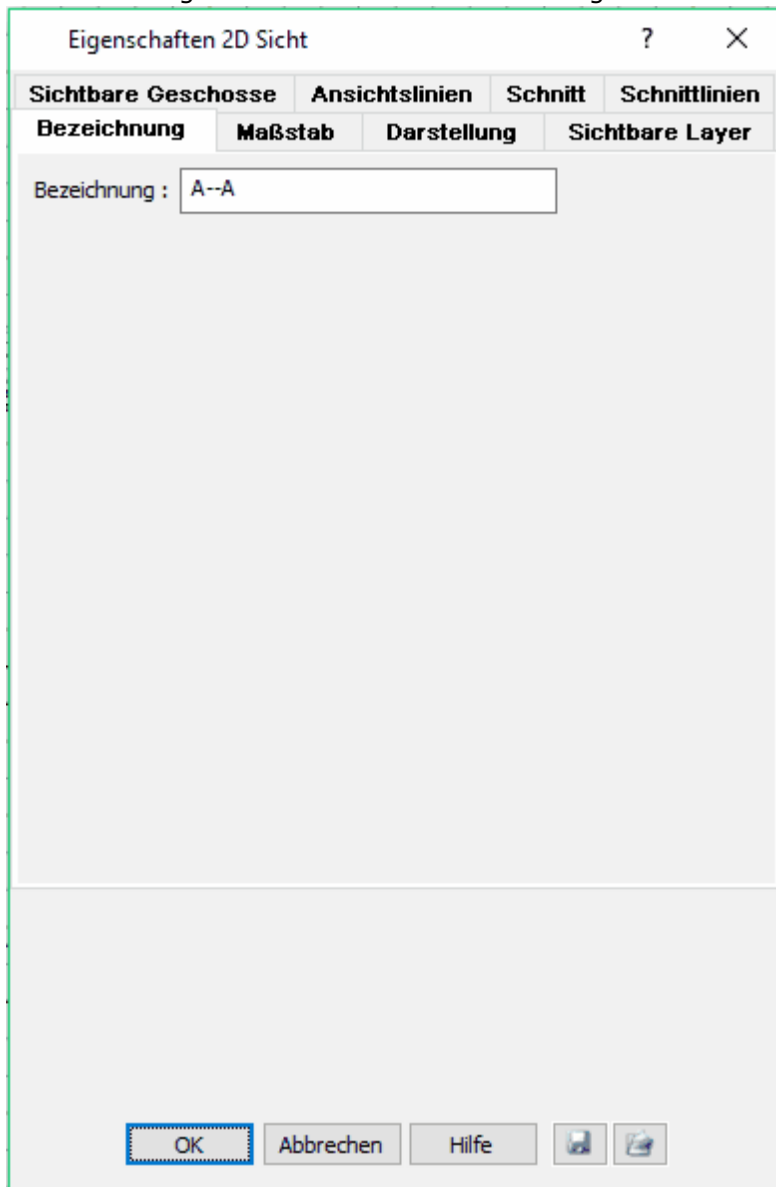 Eigenschaften 2D Sicht ?
Sichtbare Geschosse Ansichtslinien Schnitt Schnittlinien
Bezeichnung Maßstab Darstellung Sichtbare Layer
Bezeichnung : A--A
OK Abbrechen Hilfe